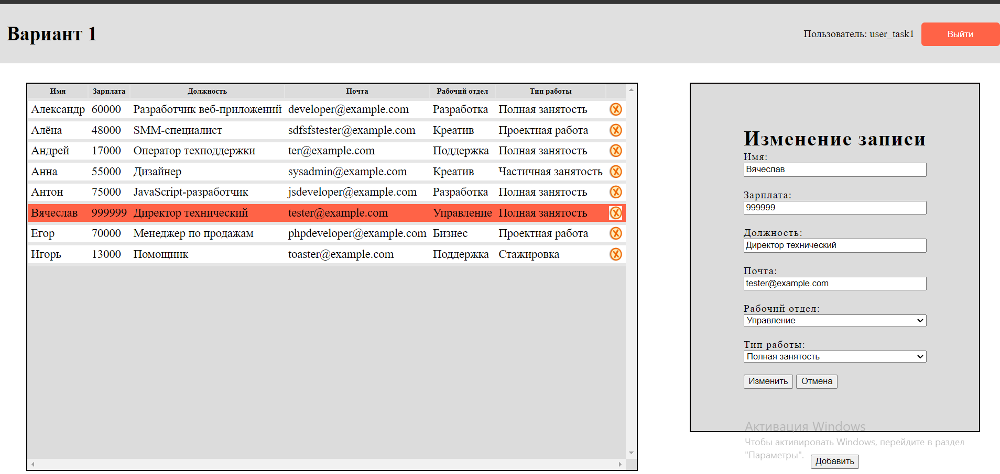 Вариант 1
Пользователь: user_task1 Выйти
Имя Зарплата Должность Почта Рабочий отдел Тип работы
Александр 60000 Разработчик веб-приложений developer@example.com Разработка Полная занятость
Алёна 48000 SMM-специалист sdfsfstester@example.com Креатив Проектная работа
Андрей 17000 Оператор техподдержки ter@example.com Поддержка Полная занятость
Анна 55000 Дизайнер sysadmin@example.com Креатив Частичная занятость
Антон 75000 JavaScript-разработчик jsdeveloper@example.com Разработка Полная занятость
Вячеслав 999999 Директор технический tester@example.com Управление Полная занятость
Егор 70000 Менеджер по продажам phpdeveloper@example.com Бизнес Проектная работа
Игорь 13000 Помощник toaster@example.com Поддержка Стажировка
Изменение записи
Имя:
Вячеслав
Зарплата:
999999
Должность:
Директор технический
Почта:
tester@example.com
Рабочий отдел:
Управление
Тип работы:
Полная занятость
Изменить Отмена
Активация Windows
Чтобы активировать Windows, перейдите в раздел
"Параметры".
Добавить